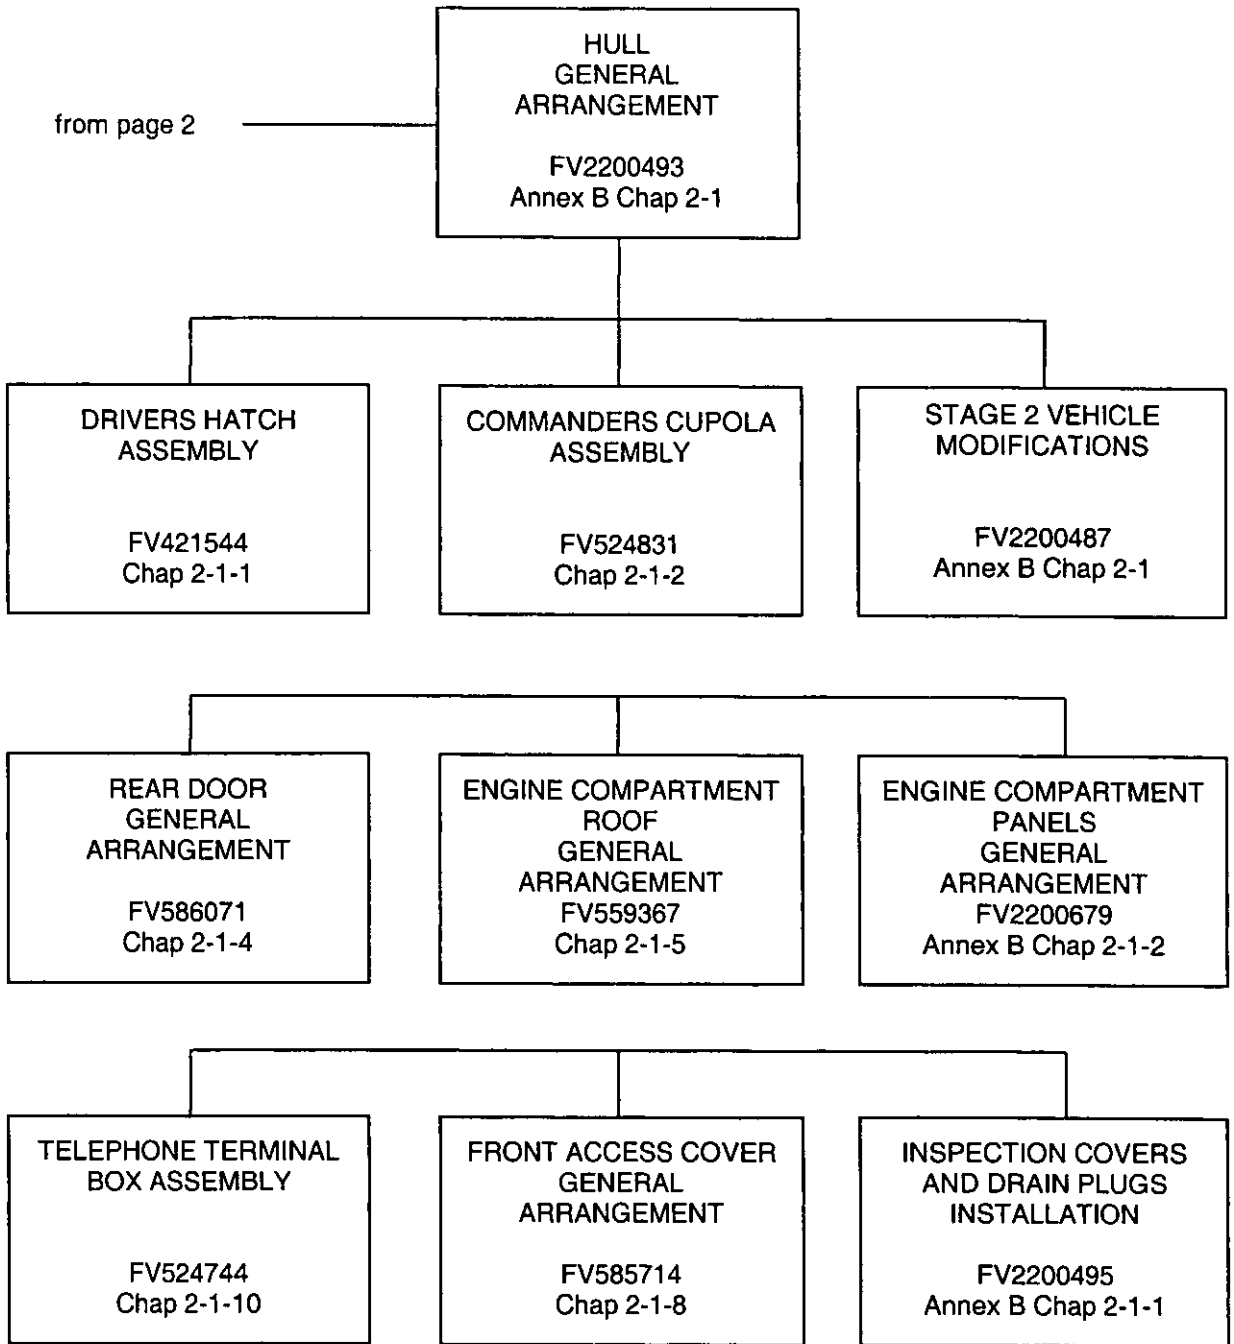 HULL
GENERAL
ARRANGEMENT
FV2200493
Annex B Chap 2-1
from page 2
DRIVERS HATCH
ASSEMBLY
FV421544
Chap 2-1-1
COMMANDERS CUPOLA
ASSEMBLY
FV524831
Chap 2-1-2
STAGE 2 VEHICLE
MODIFICATIONS
FV2200487
Annex B Chap 2-1
REAR DOOR
GENERAL
ARRANGEMENT
FV586071
Chap 2-1-4
ENGINE COMPARTMENT
ROOF
GENERAL
ARRANGEMENT
FV559367
Chap 2-1-5
ENGINE COMPARTMENT
PANELS
GENERAL
ARRANGEMENT
FV2200679
Annex B Chap 2-1-2
TELEPHONE TERMINAL
BOX ASSEMBLY
FV524744
Chap 2-1-10
FRONT ACCESS COVER
GENERAL
ARRANGEMENT
FV585714
Chap 2-1-8
INSPECTION COVERS
AND DRAIN PLUGS
INSTALLATION
FV2200495
Annex B Chap 2-1-1